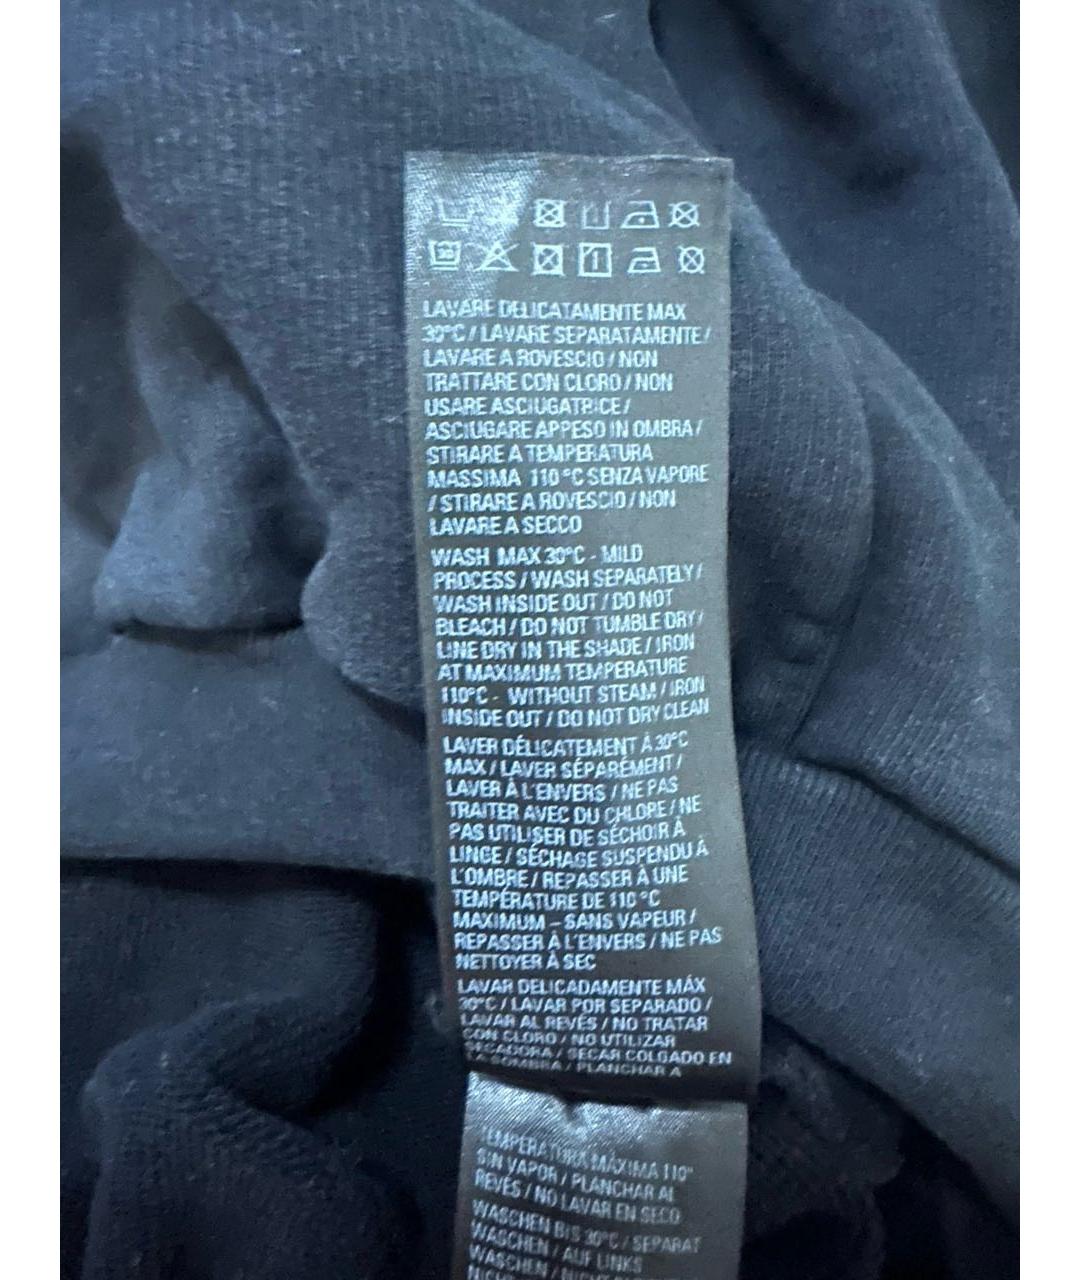 30
LAVARE DELICATAMENTE MAX
30°C / LAVARE SEPARATAMENTE /
LAVARE A ROVESCIO / NON
TRATTARE CON CLORO / NON
USARE ASCIUGATRICE /
ASCIUGARE APPESO IN OMBRA /
STIRARE A TEMPERATURA
MASSIMA 110 °C SENZA VAPORE
/ STIRARE A ROVESCIO / NON
LAVARE A SECCO
WASH MAX 30°C - MILD
PROCESS / WASH SEPARATELY /
WASH INSIDE OUT / DO NOT
BLEACH / DO NOT TUMBLE DRY /
LINE DRY IN THE SHADE / IRON
AT MAXIMUM TEMPERATURE
110°C - WITHOUT STEAM / IRON
INSIDE OUT / DO NOT DRY CLEAN
LAVER DÉLICATEMENT À 30°C
MAX / LAVER SÉPARÉMENT /
LAVER À L'ENVERS / NE PAS
TRAITER AVEC DU CHLORE / NE
PAS UTILISER DE SÉCHOIR À
LINGE / SÉCHAGE SUSPENDU À
L'OMBRE / REPASSER À UNE
TEMPÉRATURE DE 110 °C
MAXIMUM – SANS VAPEUR /
REPASSER À L'ENVERS / NE PAS
NETTOYER À SEC
LAVAR DELICADAMENTE MÁX
30°C / LAVAR POR SEPARADO /
LAVAR AL REVÉS / NO TRATAR
CON CLORO / NO UTILIZAR
SECADORA / SECAR COLGADO EN
LA SOMBRA / PLANCHAR A
TEMPERATURA MÁXIMA 110°
SIN VAPOR / PLANCHAR AL
REVÉS / NO LAVAR EN SECO
WASCHEN BIS 30°C / SEPARAT
WASCHEN / AUF LINKS
WASCHEN /